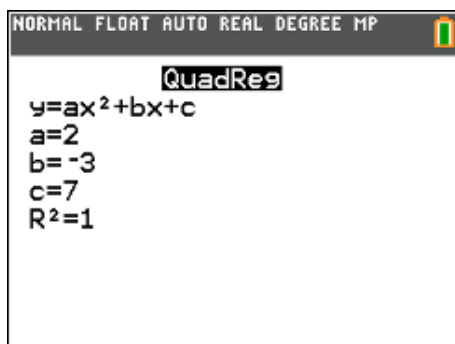 NORMAL FLOAT AUTO REAL DEGREE MP
QuadReg
y=ax²+bx+c
a=2
b=-3
c=7
R²=1